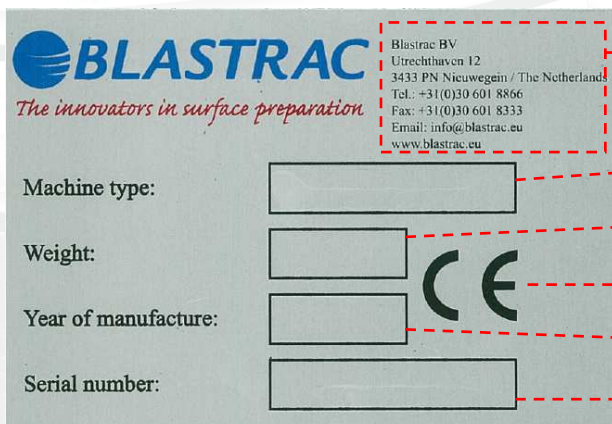 BLASTRAC
The innovators in surface preparation
Blastrac BV
Utrechthaven 12
3433 PN Nieuwegein / The Netherlands
Tel.: +31(0)30 601 8866
Fax: +31(0)30 601 8333
Email: info@blastrac.eu
www.blastrac.eu
Machine type:
Weight:
CE
Year of manufacture:
Serial number: